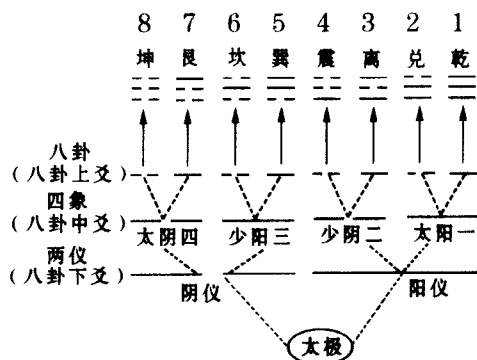 8 7 6 5 4 3 2 1
坤 艮 坎 巽 震 离 兑 乾
八卦
(八卦上爻)
四象
(八卦中爻)
太阴四 少阳三 少阴二 太阳一
两仪
(八卦下爻)
阴仪 阳仪
太极